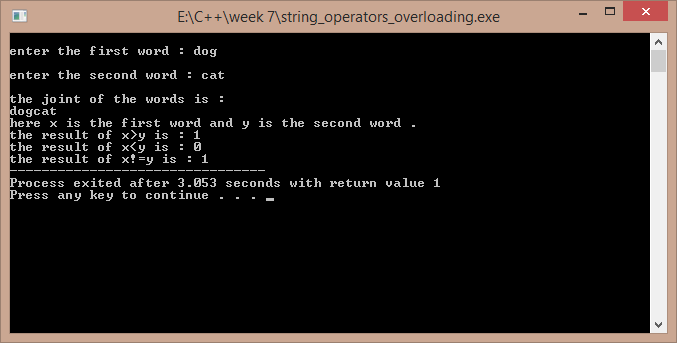 E:\C++\week 7\string_operators_overloading.exe
enter the first word : dog
enter the second word : cat
the joint of the words is :
dogcat
here x is the first word and y is the second word .
the result of x>y is : 1
the result of x<y is : 0
the result of x!=y is : 1
--------------------------------
Process exited after 3.053 seconds with return value 1
Press any key to continue . . . _